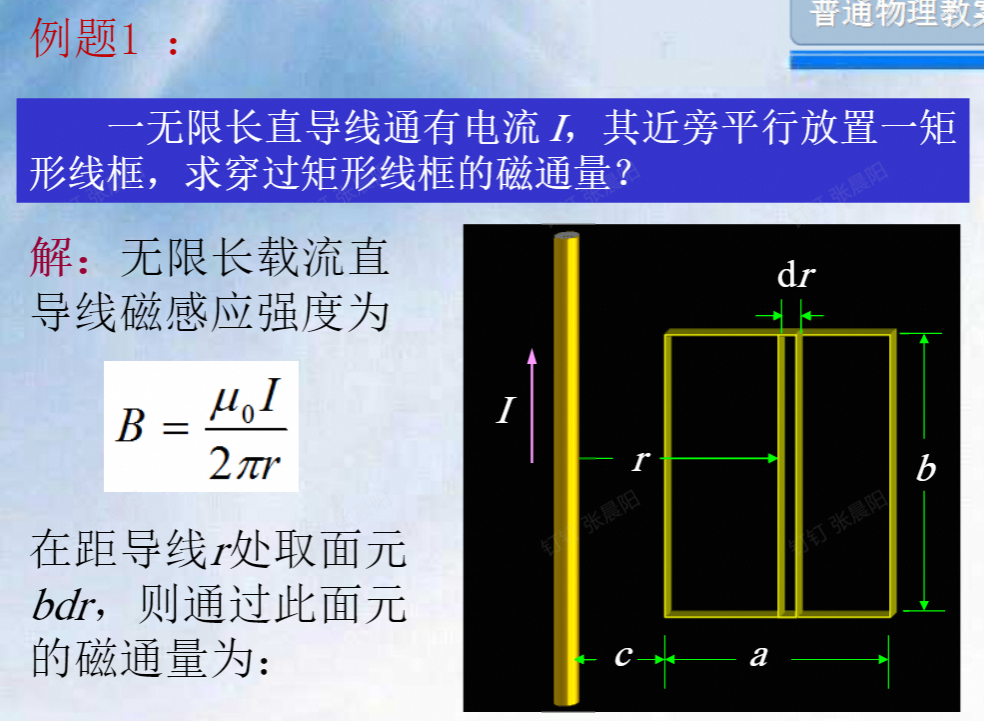 普通物理教案
例题1 :
一无限长直导线通有电流 I，其近旁平行放置一矩
形线框，求穿过矩形线框的磁通量？
解：无限长载流直
导线磁感应强度为
B = μ₀I / 2πr
在距导线r处取面元
bdr，则通过此面元
的磁通量为：
dr
I
r
b
c
a
钉钉 张晨阳
钉钉 张晨阳
钉钉 张晨阳